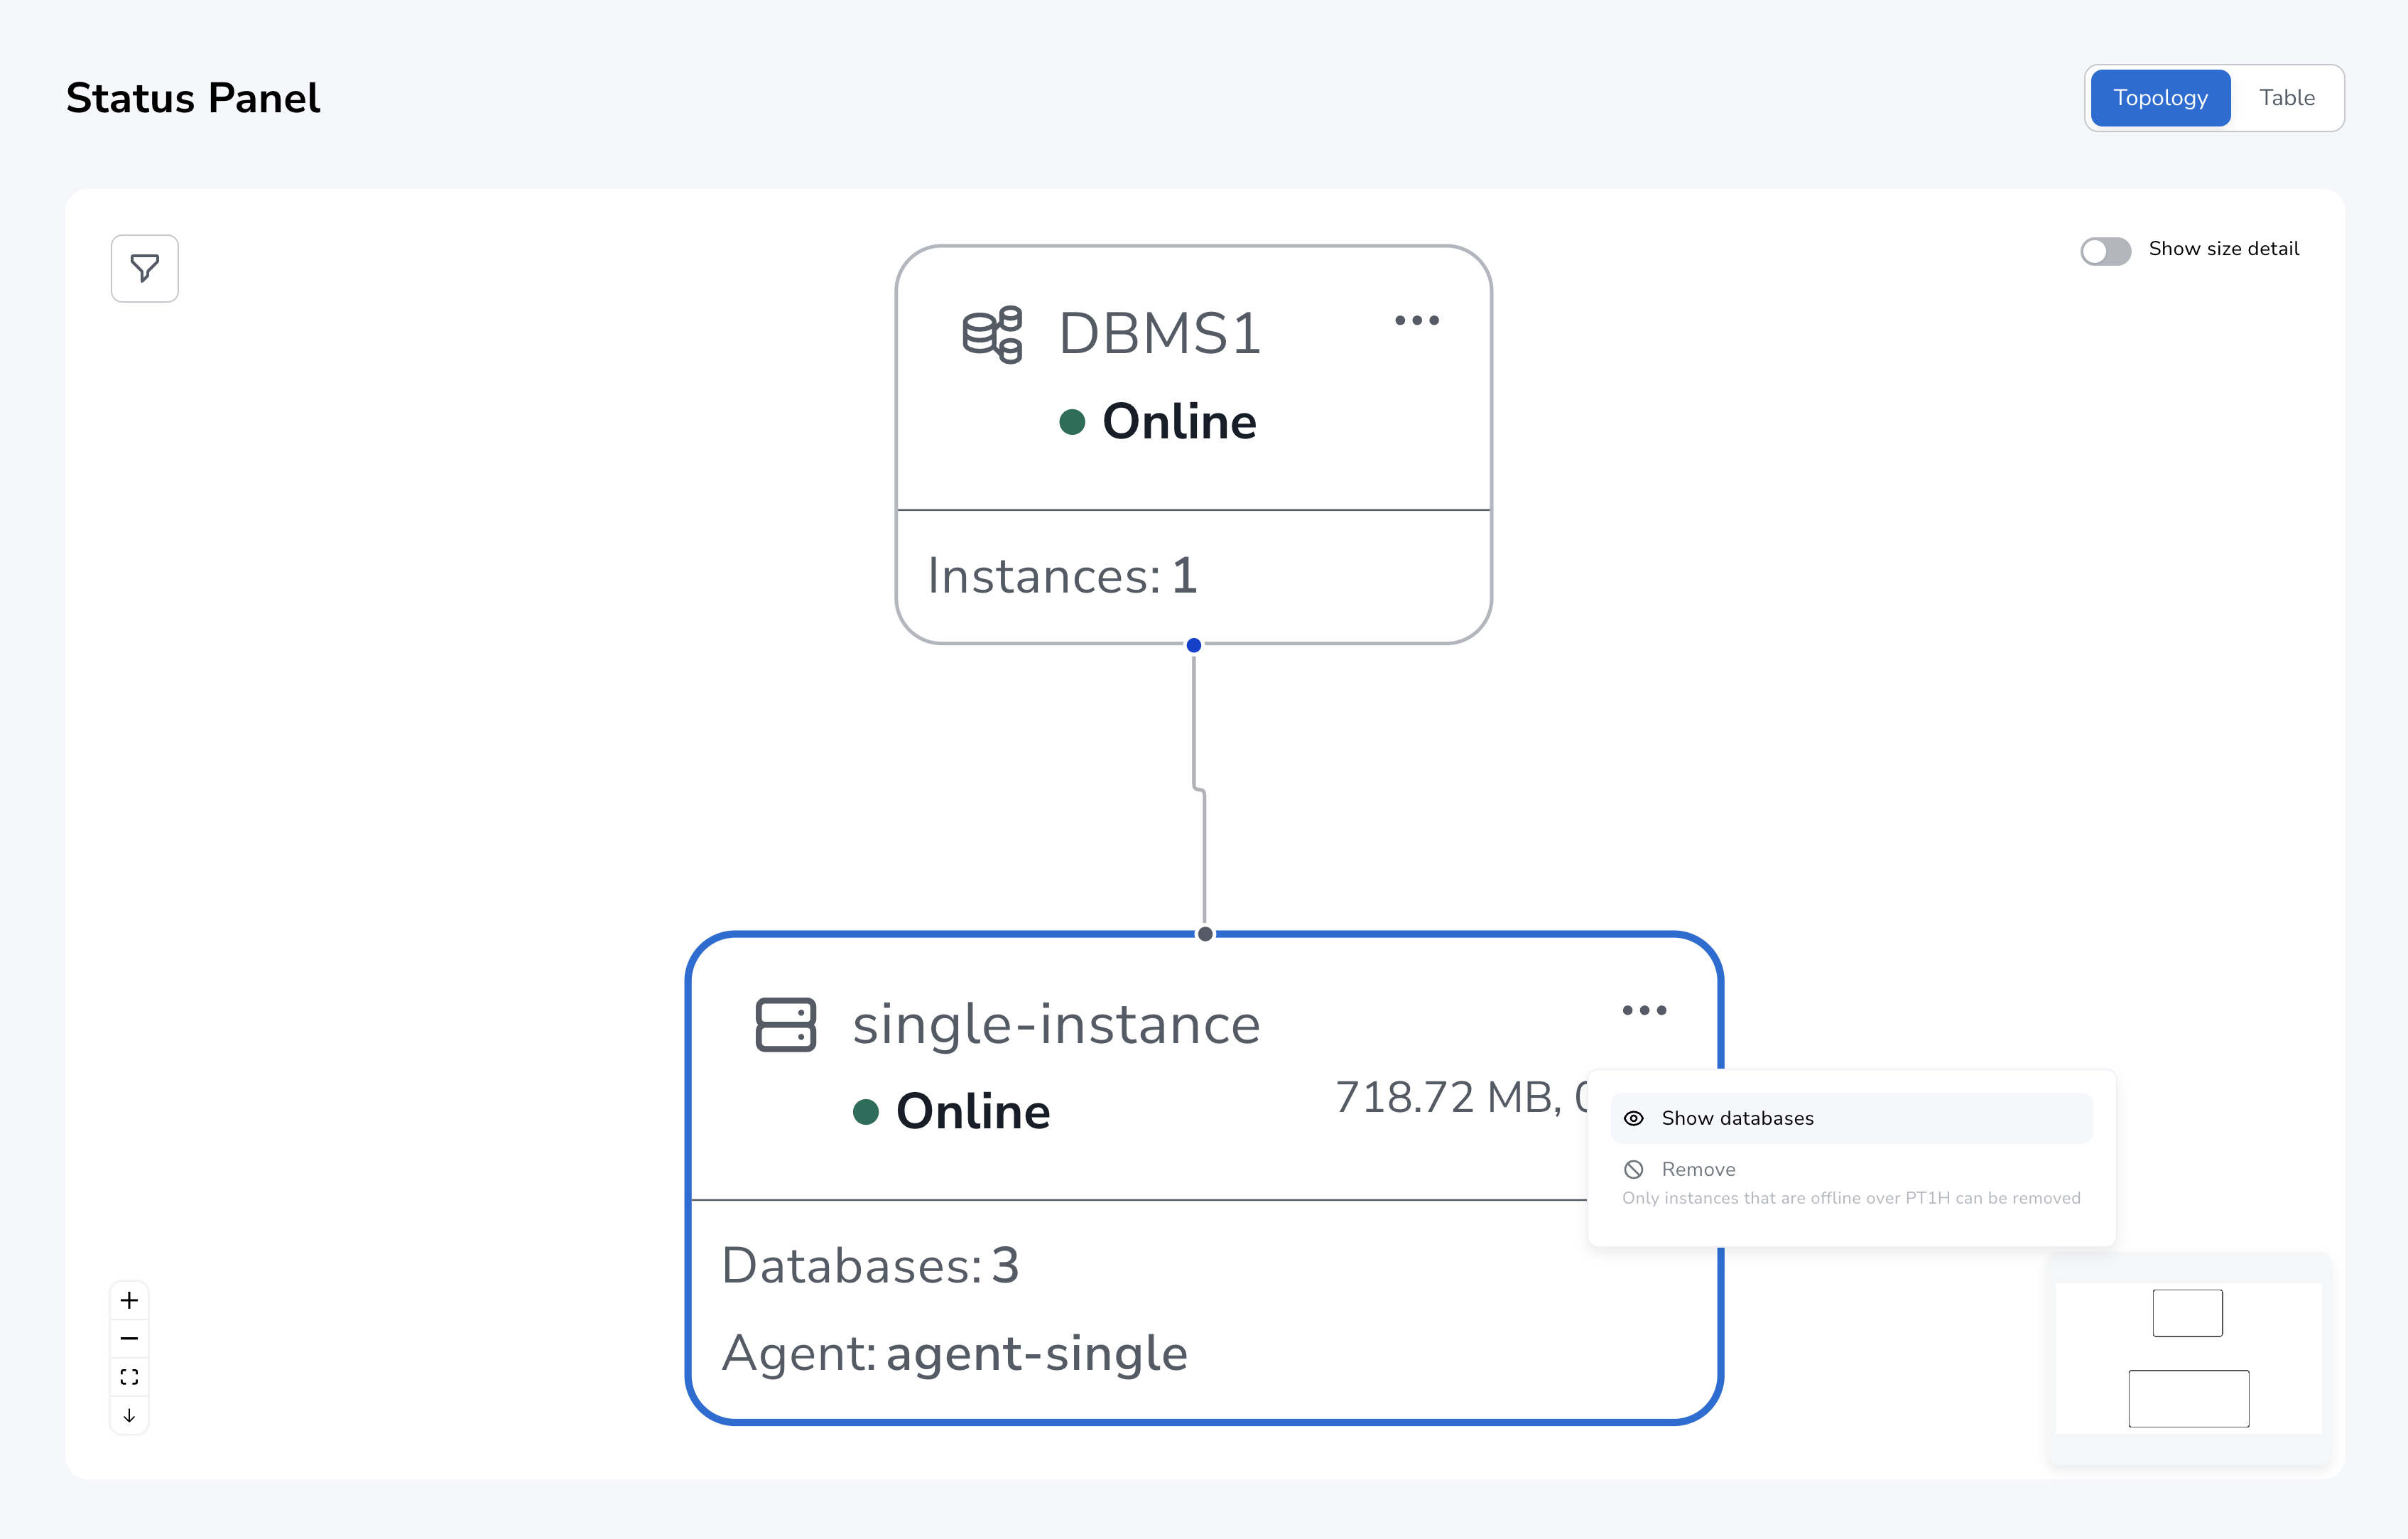 Status Panel
Topology
Table
Show size detail
DBMS1
Online
Instances: 1
single-instance
Online
718.72 MB,
Show databases
Remove
Only instances that are offline over PT1H can be removed
Databases: 3
Agent: agent-single